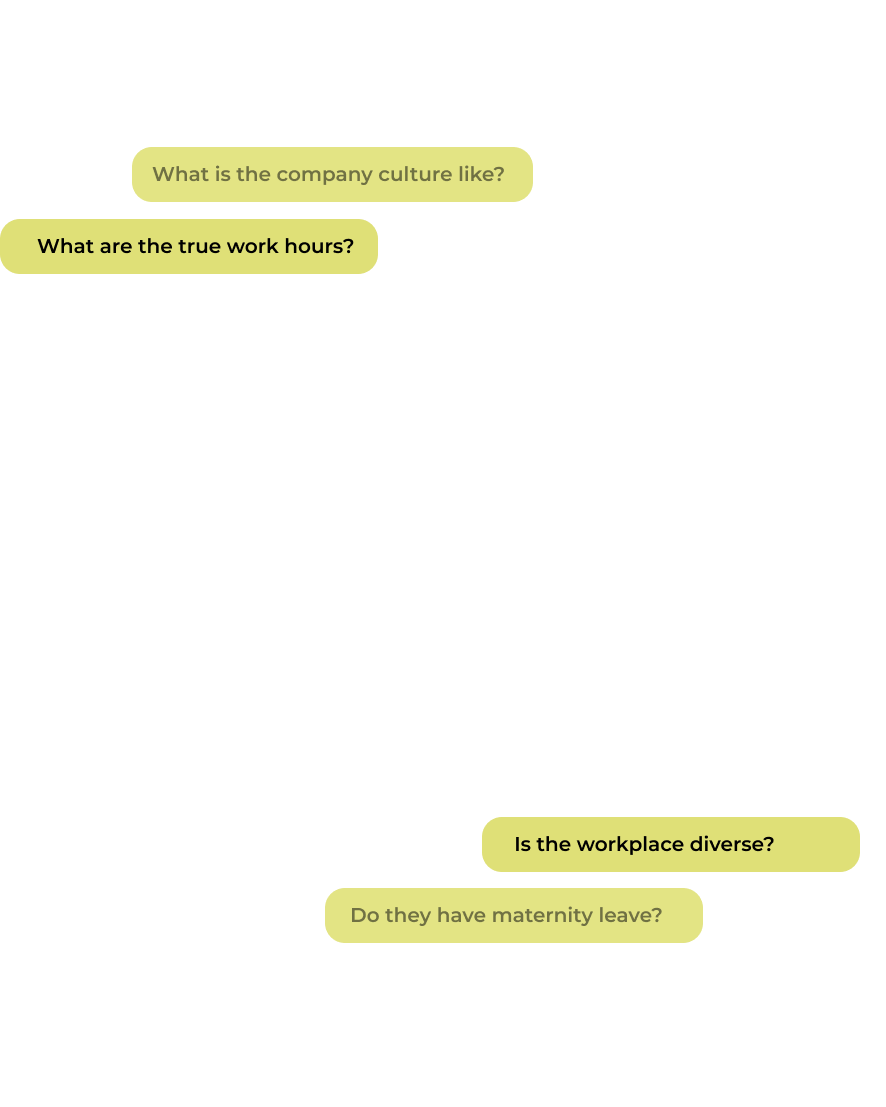 What is the company culture like?
What are the true work hours?
Is the workplace diverse?
Do they have maternity leave?